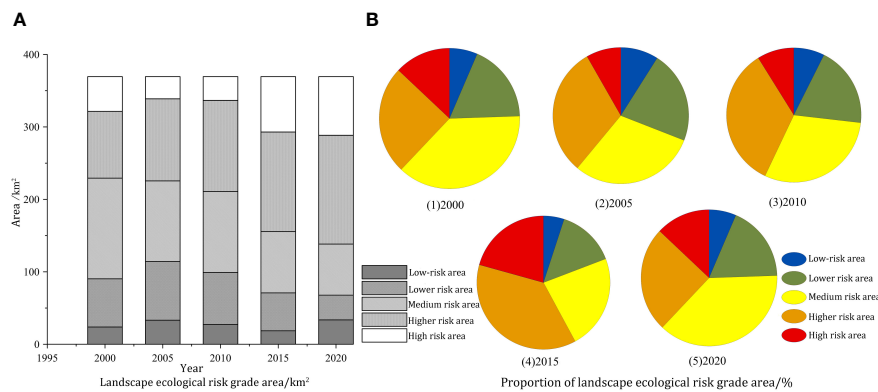 A
400
300
200
100
0
Area /km²
1995
2000
2005
2010
2015
2020
Year
Landscape ecological risk grade area/km²
Low-risk area
Lower risk area
Medium risk area
Higher risk area
High risk area
B
(1)2000
(2)2005
(3)2010
(4)2015
(5)2020
Low-risk area
Lower risk area
Medium risk area
Higher risk area
High risk area
Proportion of landscape ecological risk grade area/%